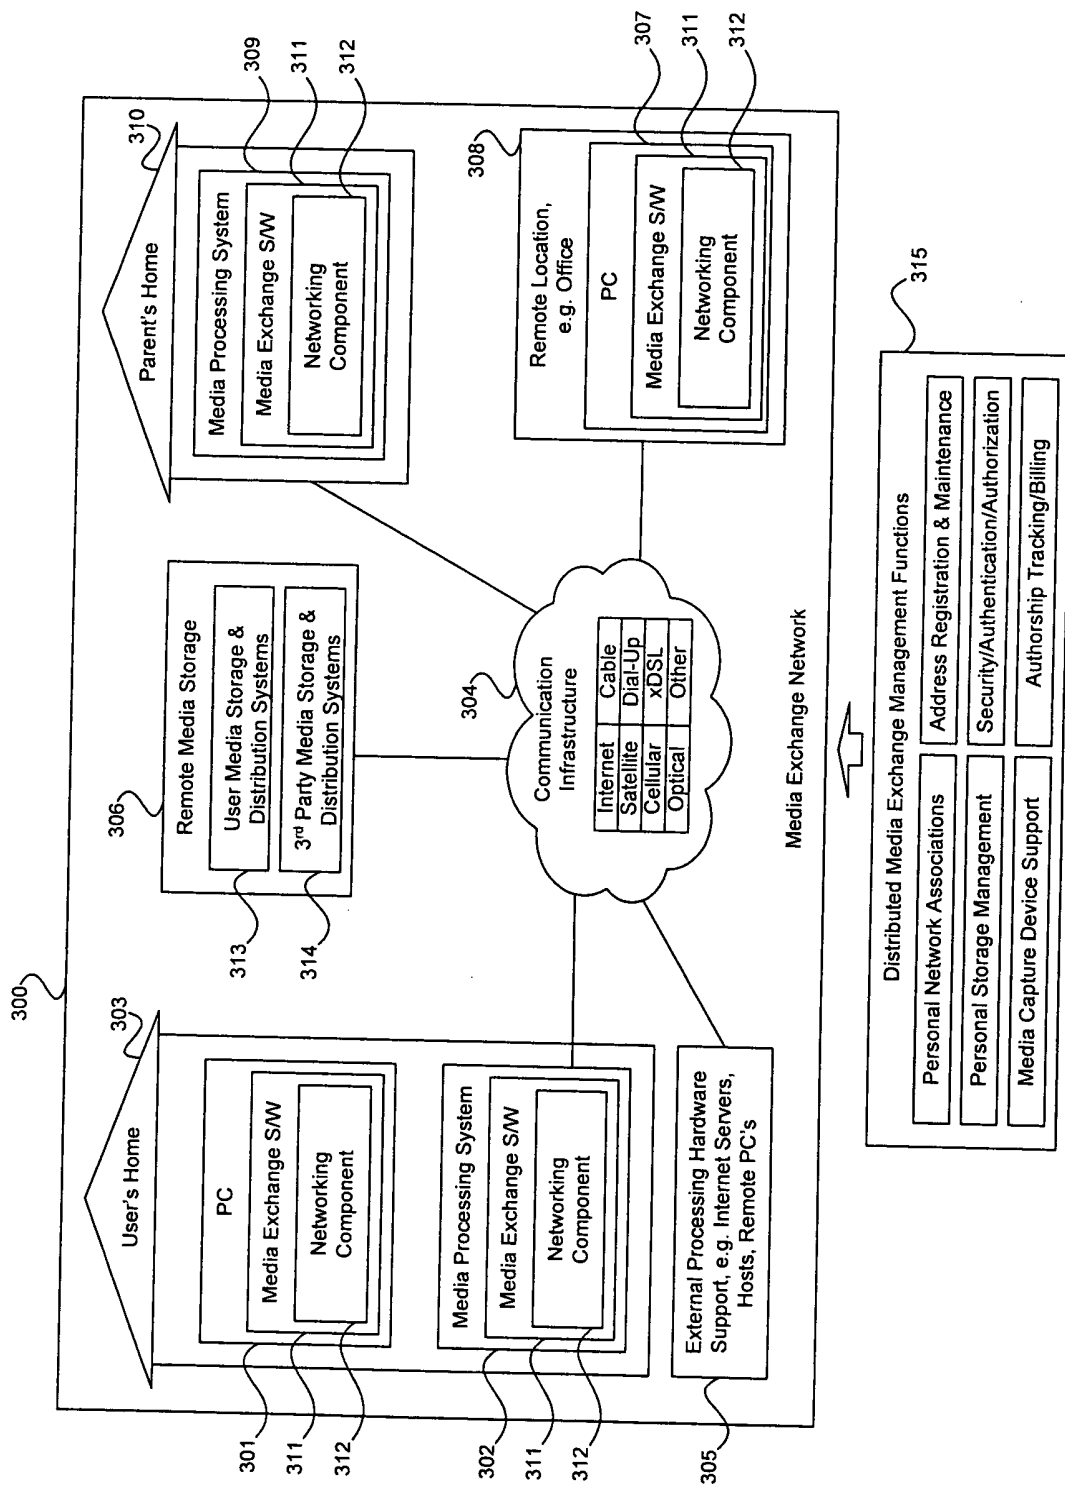 300
303
User's Home
PC
Media Exchange S/W
Networking
Component
301
311
312
Media Processing System
Media Exchange S/W
Networking
Component
302
311
312
External Processing Hardware
Support, e.g. Internet Servers,
Hosts, Remote PC's
305
306
Remote Media Storage
User Media Storage &
Distribution Systems
3rd Party Media Storage &
Distribution Systems
313
314
304
Communication
Infrastructure
Internet Cable
Satellite Dial-Up
Cellular xDSL
Optical Other
310
Parent's Home
Media Processing System
Media Exchange S/W
Networking
Component
309
311
312
308
Remote Location,
e.g. Office
PC
Media Exchange S/W
Networking
Component
307
311
312
Media Exchange Network
315
Distributed Media Exchange Management Functions
Personal Network Associations
Address Registration & Maintenance
Personal Storage Management
Security/Authentication/Authorization
Media Capture Device Support
Authorship Tracking/Billing